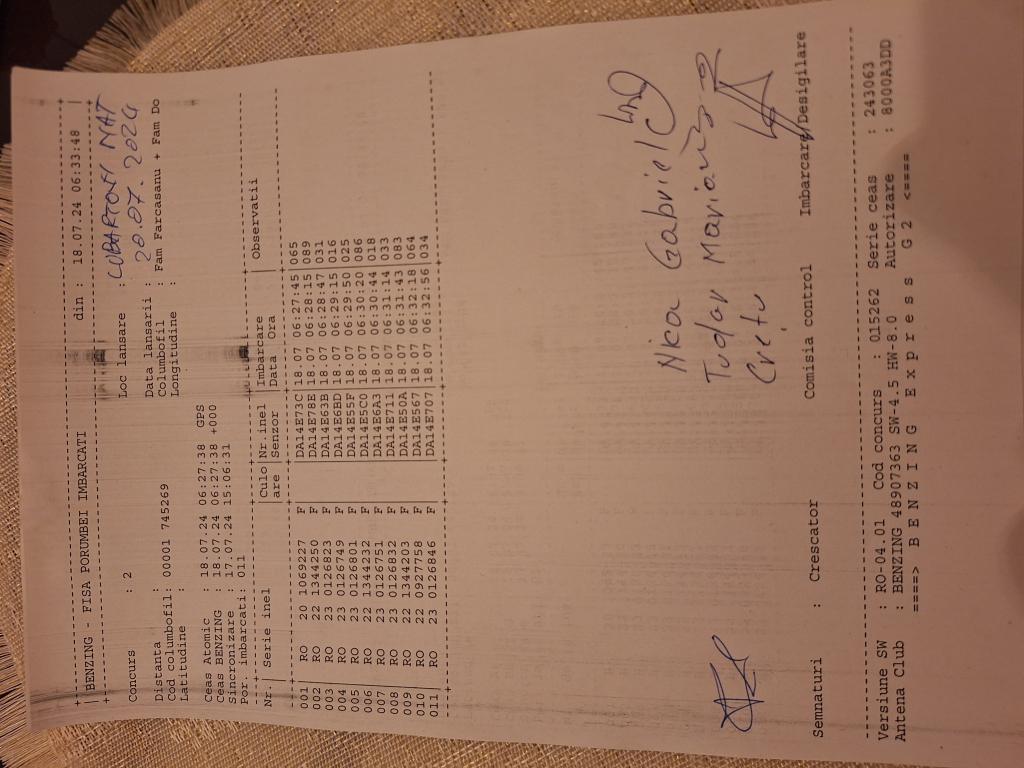 BENZING - FISA PORUMBEI IMBARCATI din : 18.07.24 06:33:48
Concurs : 2 Loc lansare : LUBARTOW NAT
Data lansarii : 20.07.2024
Distanta : Columbofil : Fam Farcasanu + Fam Do
Cod columbofil: 00001 745269 Longitudine :
Latitudine :
Ceas Atomic : 18.07.24 06:27:38 GPS
Ceas BENZING : 18.07.24 06:27:38 +000
Sincronizare : 17.07.24 15:06:31
Por. imbarcati: 011
Nr. | Serie inel | Culo are | Nr.inel Senzor | Imbarcare Data Ora | Observatii
001 | RO 20 1069227 F | DA14E73C | 18.07 06:27:45 | 065
002 | RO 22 1344250 F | DA14E78E | 18.07 06:28:15 | 089
003 | RO 23 0126823 F | DA14E63B | 18.07 06:28:47 | 031
004 | RO 23 0126749 F | DA14E6BD | 18.07 06:29:15 | 016
005 | RO 23 0126801 F | DA14E55F | 18.07 06:29:50 | 025
006 | RO 22 1344232 F | DA14E5C0 | 18.07 06:30:20 | 086
007 | RO 23 0126751 F | DA14E6A3 | 18.07 06:30:44 | 018
008 | RO 23 0126832 F | DA14E711 | 18.07 06:31:14 | 033
009 | RO 22 1344203 F | DA14E50A | 18.07 06:31:43 | 083
010 | RO 22 0927758 F | DA14E567 | 18.07 06:32:18 | 064
011 | RO 23 0126846 F | DA14E707 | 18.07 06:32:56 | 034
Nica Gabriel
Tudor Marian
Cretu
Semnaturi : Crescator Comisia control Imbarcare/Desigilare
Versiune SW : RO-04.01 Cod concurs : 015262 Serie ceas : 243063
Antena Club : BENZING 48907363 SW-4.5 HW-8.0 Autorizare : 8000A3DD
====> B E N Z I N G E x p r e s s G 2 <====